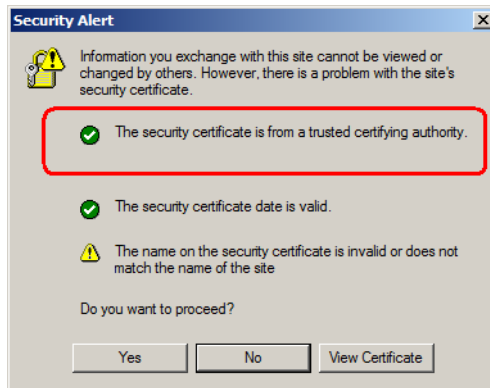 Security Alert
Information you exchange with this site cannot be viewed or
changed by others. However, there is a problem with the site's
security certificate.
The security certificate is from a trusted certifying authority.
The security certificate date is valid.
The name on the security certificate is invalid or does not
match the name of the site
Do you want to proceed?
Yes
No
View Certificate